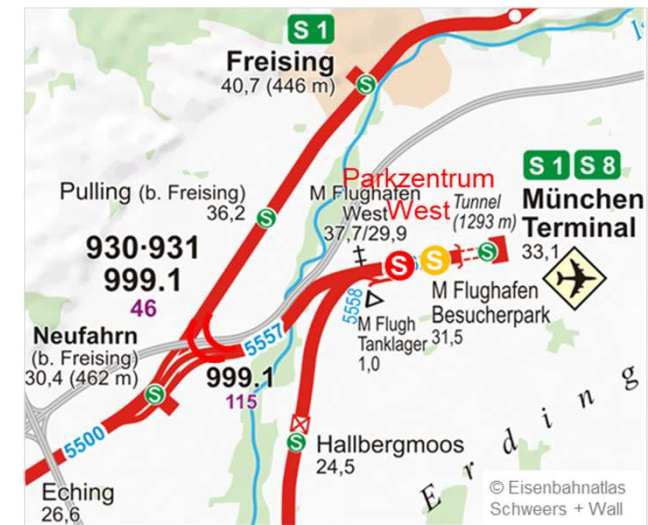 S 1
Freising
40,7 (446 m)
Pulling (b. Freising)
36,2
Parkzentrum
West
M Flughafen
West
37,7/29,9
Tunnel
(1293 m)
S 1 S 8
München
Terminal
33,1
930·931
999.1
46
S
S
M Flughafen
Besucherpark
31,5
5558
M Flugh
Tanklager
1,0
Neufahrn
(b. Freising)
30,4 (462 m)
5557
999.1
115
5500
Hallbergmoos
24,5
Eching
26,6
Erding
© Eisenbahnatlas
Schweers + Wall